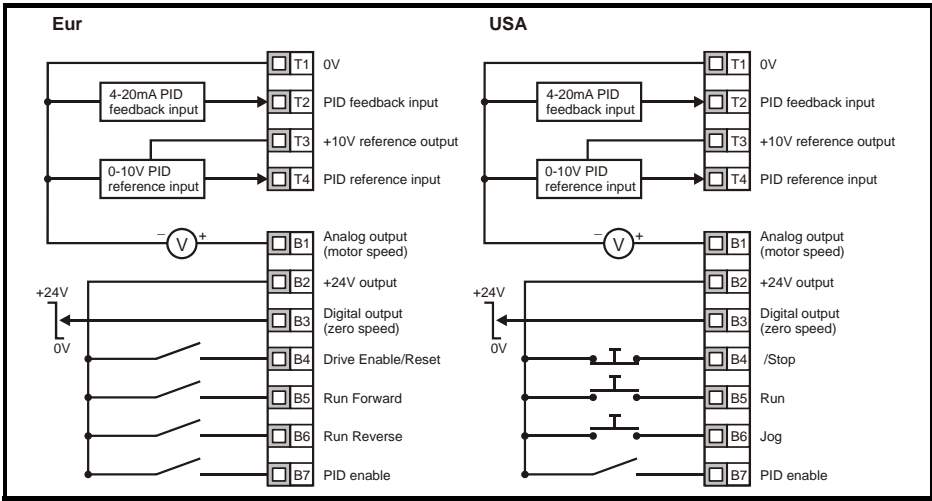 Eur
T1 0V
4-20mA PID
feedback input
T2 PID feedback input
T3 +10V reference output
0-10V PID
reference input
T4 PID reference input
− V +
B1 Analog output
(motor speed)
B2 +24V output
+24V
0V
B3 Digital output
(zero speed)
B4 Drive Enable/Reset
B5 Run Forward
B6 Run Reverse
B7 PID enable
USA
T1 0V
4-20mA PID
feedback input
T2 PID feedback input
T3 +10V reference output
0-10V PID
reference input
T4 PID reference input
− V +
B1 Analog output
(motor speed)
B2 +24V output
+24V
0V
B3 Digital output
(zero speed)
B4 /Stop
B5 Run
B6 Jog
B7 PID enable